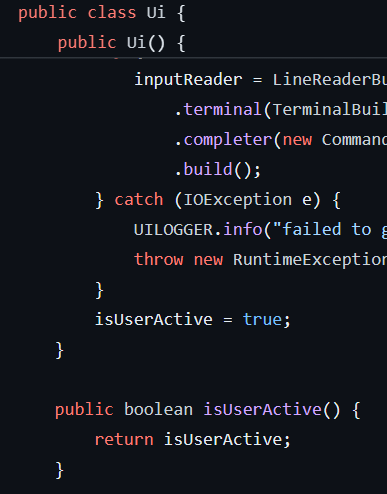 public class Ui {
    public Ui() {
            inputReader = LineReaderBu
                .terminal(TerminalBuil
                .completer(new Command
                .build();
        } catch (IOException e) {
            UILOGGER.info("failed to g
            throw new RuntimeException
        }
        isUserActive = true;
    }

    public boolean isUserActive() {
        return isUserActive;
    }